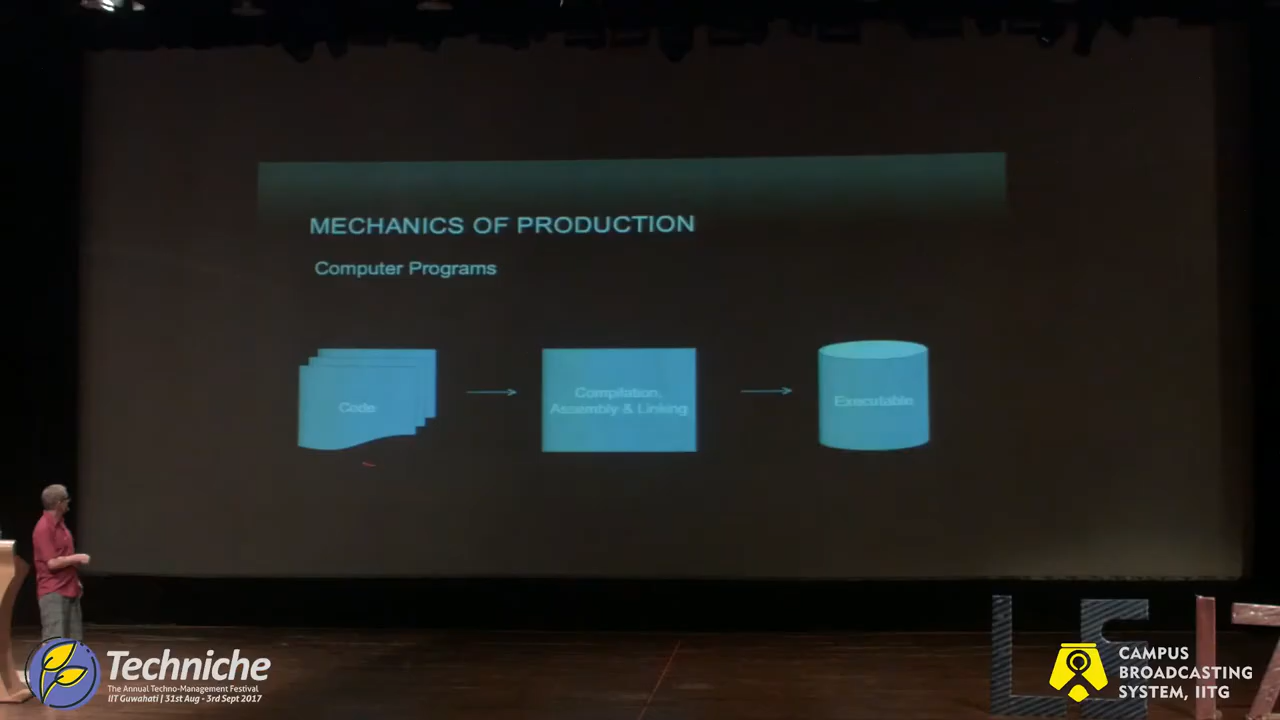 MECHANICS OF PRODUCTION
Computer Programs
Code
Compilation,
Assembly & Linking
Executable
Techniche
The Annual Techno-Management Festival
IIT Guwahati | 31st Aug - 3rd Sept 2017
LE17
CAMPUS
BROADCASTING
SYSTEM, IITG